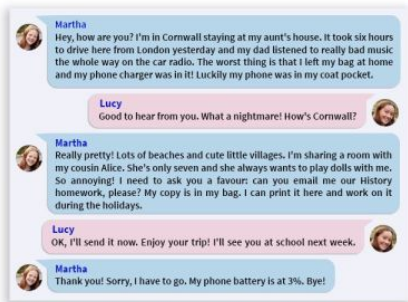 Martha
Hey, how are you? I'm in Cornwall staying at my aunt's house. It took six hours
to drive here from London yesterday and my dad listened to really bad music
the whole way on the car radio. The worst thing is that I left my bag at home
and my phone charger was in it! Luckily my phone was in my coat pocket.
Lucy
Good to hear from you. What a nightmare! How's Cornwall?
Martha
Really pretty! Lots of beaches and cute little villages. I'm sharing a room with
my cousin Alice. She's only seven and she always wants to play dolls with me.
So annoying! I need to ask you a favour: can you email me our History
homework, please? My copy is in my bag. I can print it here and work on it
during the holidays.
Lucy
OK, I'll send it now. Enjoy your trip! I'll see you at school next week.
Martha
Thank you! Sorry, I have to go. My phone battery is at 3%. Bye!